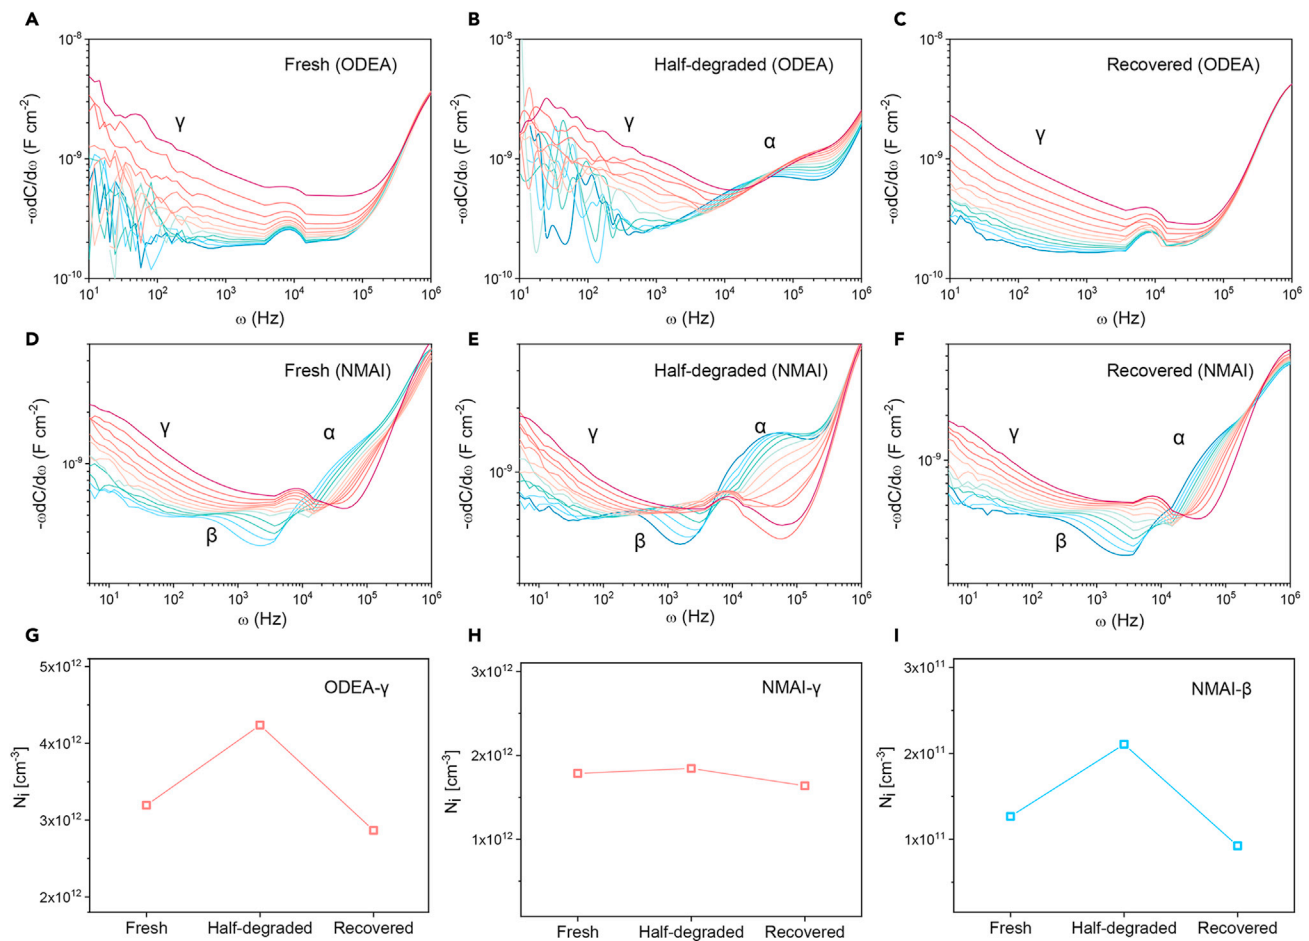 A
Fresh (ODEA)
γ
-ωdC/dω (F cm-2)
10-8
10-9
10-10
101 102 103 104 105 106
ω (Hz)
B
Half-degraded (ODEA)
γ
α
-ωdC/dω (F cm-2)
10-8
10-9
10-10
101 102 103 104 105 106
ω (Hz)
C
Recovered (ODEA)
γ
-ωdC/dω (F cm-2)
10-8
10-9
10-10
101 102 103 104 105 106
ω (Hz)
D
Fresh (NMAI)
γ
α
β
-ωdC/dω (F cm-2)
10-9
101 102 103 104 105 106
ω (Hz)
E
Half-degraded (NMAI)
γ
α
β
-ωdC/dω (F cm-2)
10-9
101 102 103 104 105 106
ω (Hz)
F
Recovered (NMAI)
γ
α
β
-ωdC/dω (F cm-2)
10-9
101 102 103 104 105 106
ω (Hz)
G
ODEA-γ
Ni [cm-3]
5x1012
4x1012
3x1012
2x1012
Fresh Half-degraded Recovered
H
NMAI-γ
Ni [cm-3]
3x1012
2x1012
1x1012
Fresh Half-degraded Recovered
I
NMAI-β
Ni [cm-3]
3x1011
2x1011
1x1011
Fresh Half-degraded Recovered